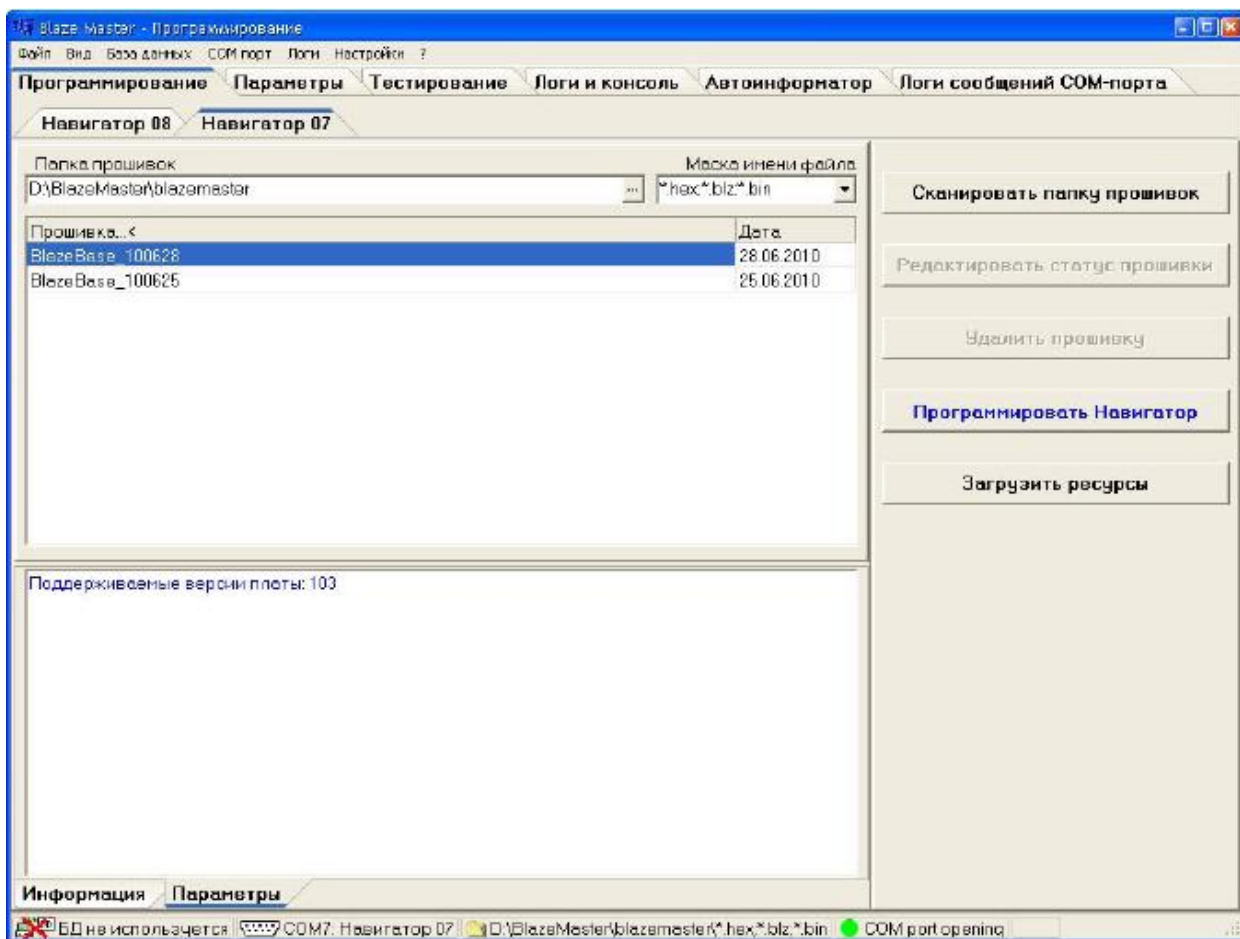 Blaze Master - Программирование
Файл Вид База данных COM порт Логи Настройки ?
Программирование Параметры Тестирование Логи и консоль Автоинформатор Логи сообщений COM-порта
Навигатор 08 Навигатор 07
Папка прошивок Маска имени файла
D:\BlazeMaster\blazemaster ... *.hex;*.blz;*.bin
Сканировать папку прошивок
Прошивка...< Дата
BlazeBase_100628 28.06.2010
BlazeBase_100625 25.06.2010
Редактировать статус прошивки
Удалить прошивку
Программировать Навигатор
Загрузить ресурсы
Поддерживаемые версии платы: 103
Информация Параметры
БД не используется COM7: Навигатор 07 D:\BlazeMaster\blazemaster\*.hex;*.blz;*.bin COM port opening